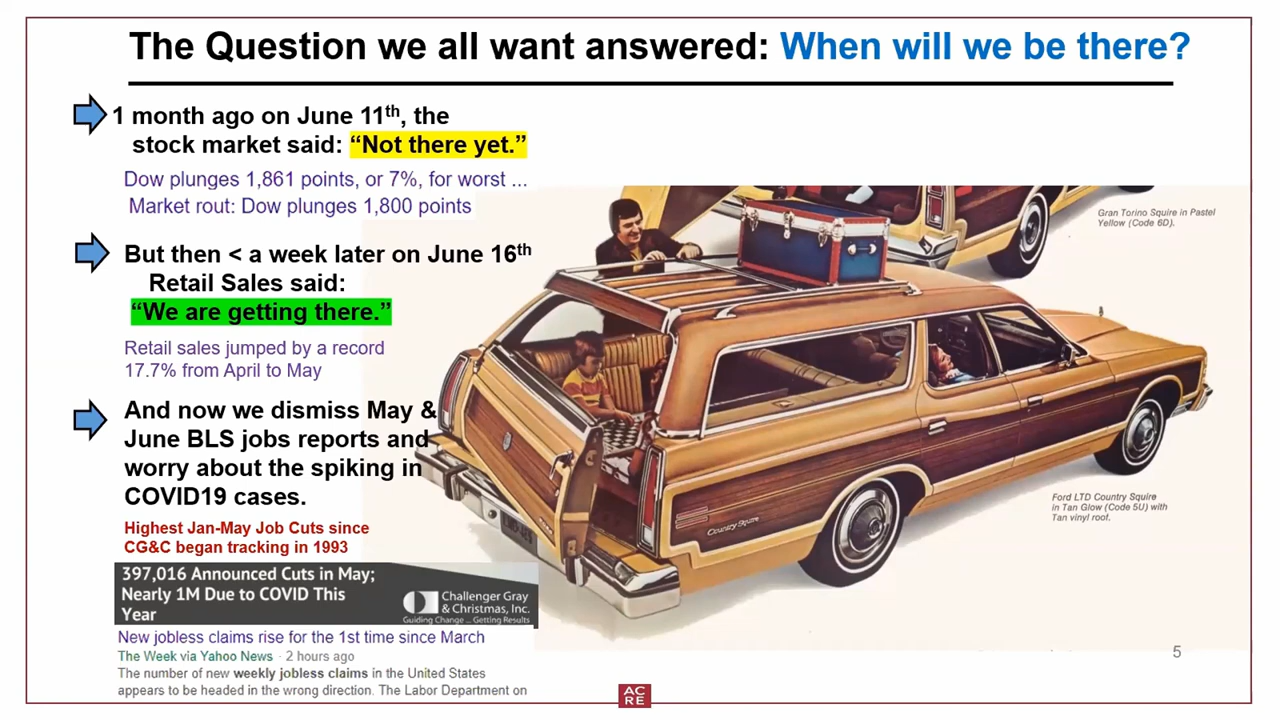 The Question we all want answered: When will we be there?
1 month ago on June 11th, the
stock market said: “Not there yet.”
Dow plunges 1,861 points, or 7%, for worst ...
Market rout: Dow plunges 1,800 points
But then < a week later on June 16th
Retail Sales said:
“We are getting there.”
Retail sales jumped by a record
17.7% from April to May
And now we dismiss May &
June BLS jobs reports and
worry about the spiking in
COVID19 cases.
Highest Jan-May Job Cuts since
CG&C began tracking in 1993
397,016 Announced Cuts in May;
Nearly 1M Due to COVID This
Year
Challenger Gray
& Christmas, Inc.
Guiding Change ... Getting Results
New jobless claims rise for the 1st time since March
The Week via Yahoo News · 2 hours ago
The number of new weekly jobless claims in the United States
appears to be headed in the wrong direction. The Labor Department on
Gran Torino Squire in Pastel
Yellow (Code 6D).
Country Squire
Ford LTD Country Squire
in Tan Glow (Code 5U) with
Tan vinyl roof.
5
AC
RE